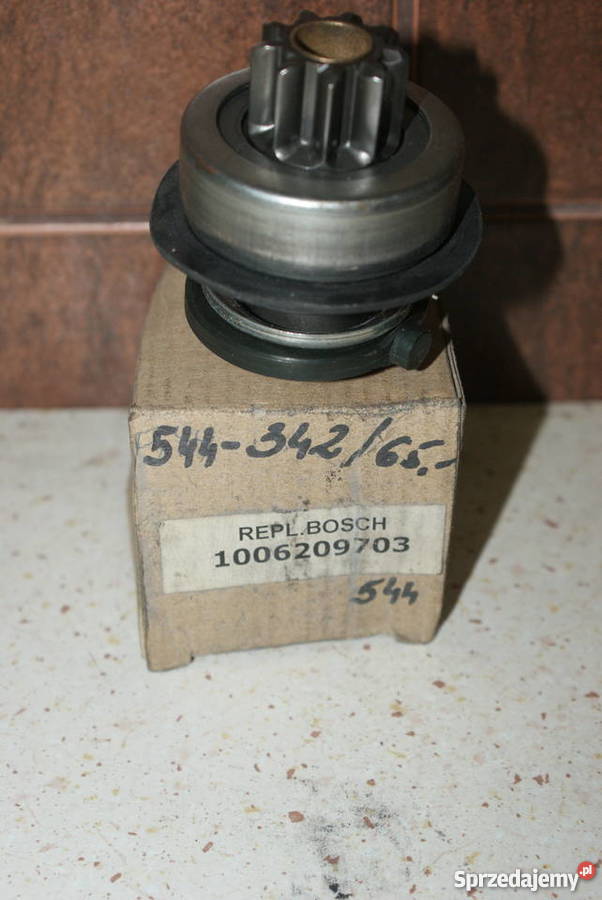 544-342/65.-
REPL.BOSCH
1006209703
544
Sprzedajemy.pl